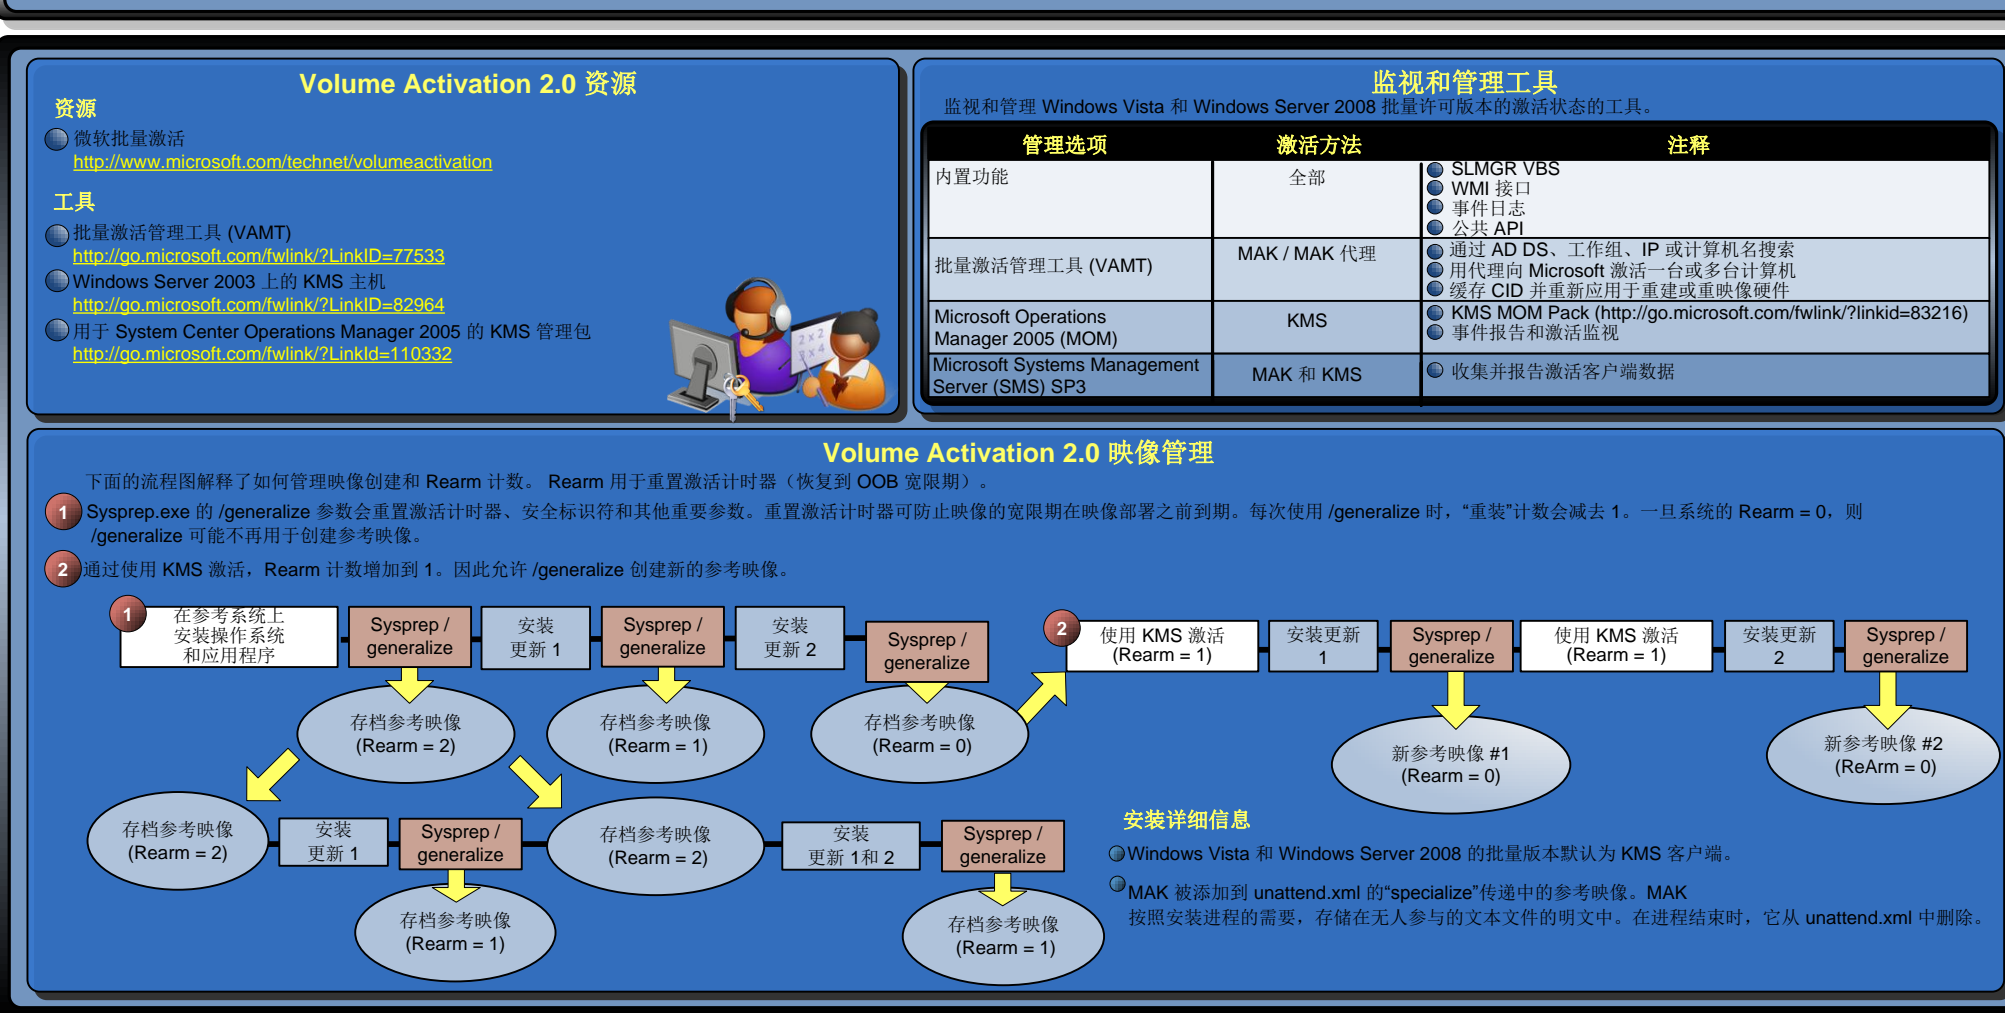 Volume Activation 2.0 资源
资源
微软批量激活
http://www.microsoft.com/technet/volumeactivation
工具
批量激活管理工具 (VAMT)
http://go.microsoft.com/fwlink/?LinkID=77533
Windows Server 2003 上的 KMS 主机
http://go.microsoft.com/fwlink/?LinkID=82964
用于 System Center Operations Manager 2005 的 KMS 管理包
http://go.microsoft.com/fwlink/?LinkId=110332
2 x 2
3 x 4
监视和管理工具
监视和管理 Windows Vista 和 Windows Server 2008 批量许可版本的激活状态的工具。
管理选项
激活方法
注释
内置功能
全部
SLMGR VBS
WMI 接口
事件日志
公共 API
批量激活管理工具 (VAMT)
MAK / MAK 代理
通过 AD DS、工作组、IP 或计算机名搜索
用代理向 Microsoft 激活一台或多台计算机
缓存 CID 并重新应用于重建或重映像硬件
Microsoft Operations
Manager 2005 (MOM)
KMS
KMS MOM Pack (http://go.microsoft.com/fwlink/?linkid=83216)
事件报告和激活监视
Microsoft Systems Management
Server (SMS) SP3
MAK 和 KMS
收集并报告激活客户端数据
Volume Activation 2.0 映像管理
下面的流程图解释了如何管理映像创建和 Rearm 计数。 Rearm 用于重置激活计时器（恢复到 OOB 宽限期）。
1 Sysprep.exe 的 /generalize 参数会重置激活计时器、安全标识符和其他重要参数。重置激活计时器可防止映像的宽限期在映像部署之前到期。每次使用 /generalize 时，“重装”计数会减去 1。一旦系统的 Rearm = 0，则
/generalize 可能不再用于创建参考映像。
2 通过使用 KMS 激活，Rearm 计数增加到 1。因此允许 /generalize 创建新的参考映像。
1
在参考系统上
安装操作系统
和应用程序
Sysprep /
generalize
安装
更新 1
Sysprep /
generalize
安装
更新 2
Sysprep /
generalize
2
使用 KMS 激活
(Rearm = 1)
安装更新
1
Sysprep /
generalize
使用 KMS 激活
(Rearm = 1)
安装更新
2
Sysprep /
generalize
存档参考映像
(Rearm = 2)
存档参考映像
(Rearm = 1)
存档参考映像
(Rearm = 0)
新参考映像 #1
(Rearm = 0)
新参考映像 #2
(ReArm = 0)
存档参考映像
(Rearm = 2)
安装
更新 1
Sysprep /
generalize
存档参考映像
(Rearm = 2)
安装
更新 1和 2
Sysprep /
generalize
存档参考映像
(Rearm = 1)
存档参考映像
(Rearm = 1)
安装详细信息
Windows Vista 和 Windows Server 2008 的批量版本默认为 KMS 客户端。
MAK 被添加到 unattend.xml 的“specialize”传递中的参考映像。MAK
按照安装进程的需要，存储在无人参与的文本文件的明文中。在进程结束时，它从 unattend.xml 中删除。